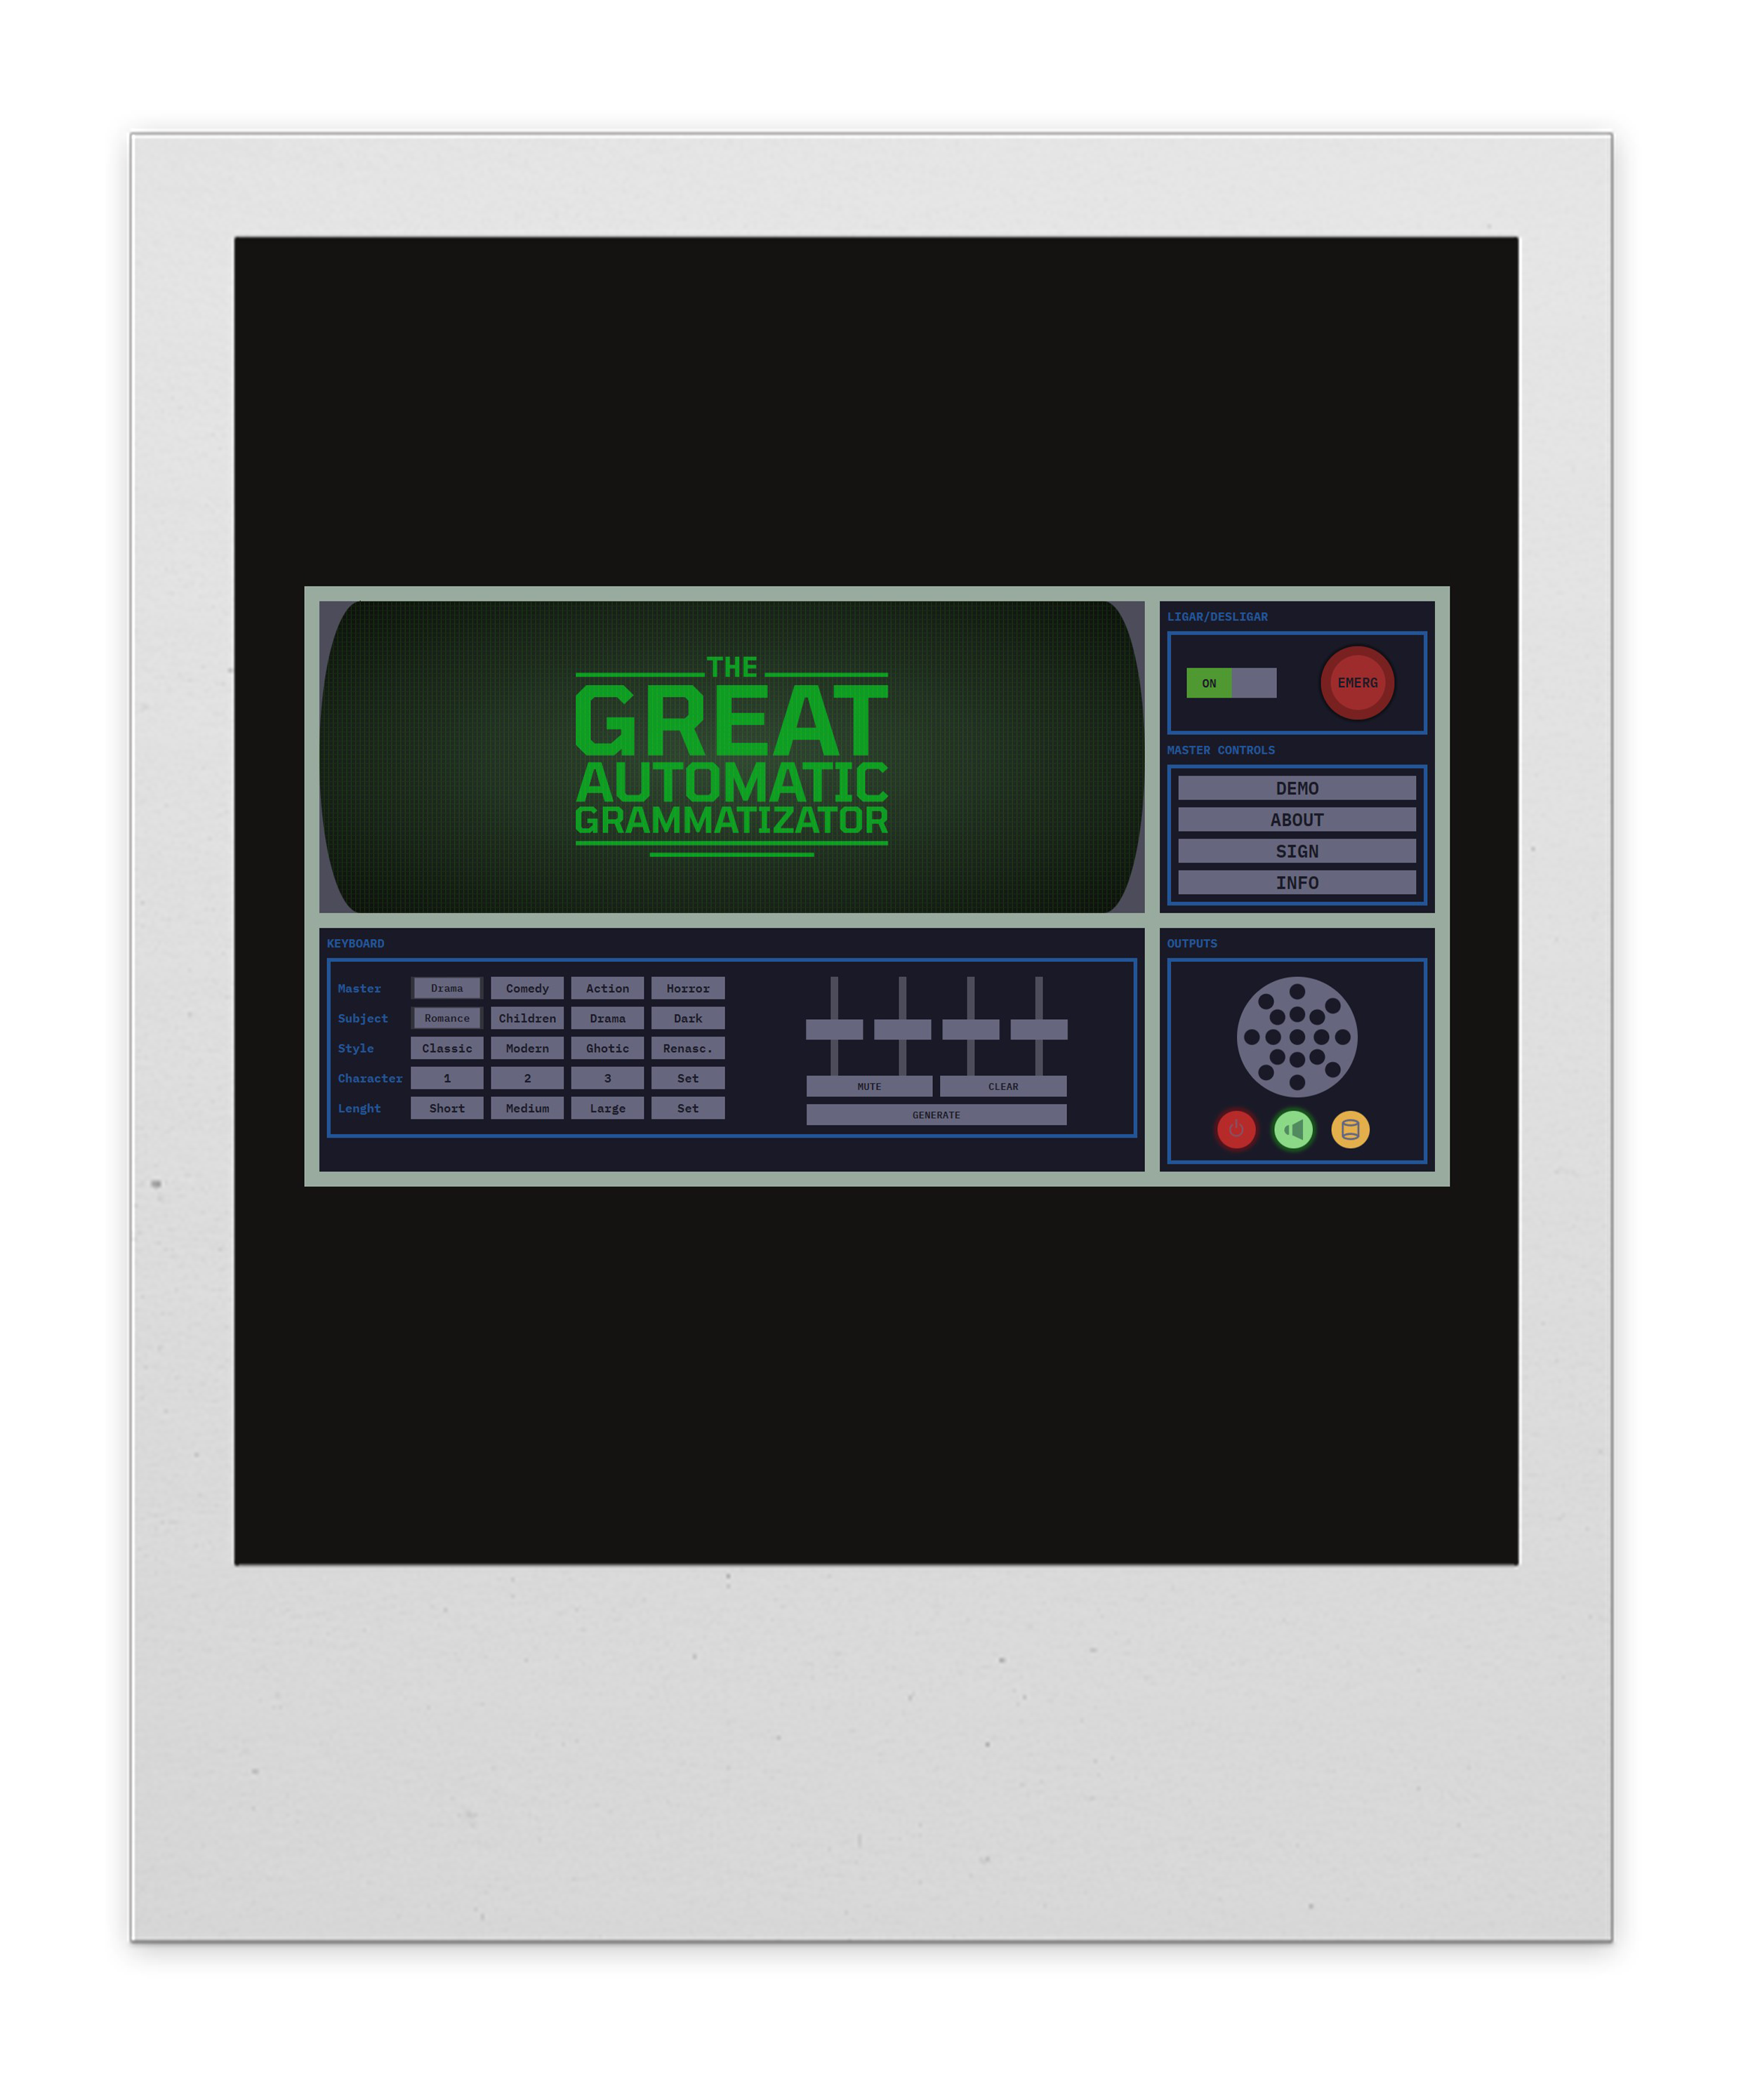 THE
GREAT
AUTOMATIC
GRAMMATIZATOR
LIGAR/DESLIGAR
ON
EMERG
MASTER CONTROLS
DEMO
ABOUT
SIGN
INFO
KEYBOARD
Master Drama Comedy Action Horror
Subject Romance Children Drama Dark
Style Classic Modern Ghotic Renasc.
Character 1 2 3 Set
Lenght Short Medium Large Set
MUTE CLEAR
GENERATE
OUTPUTS